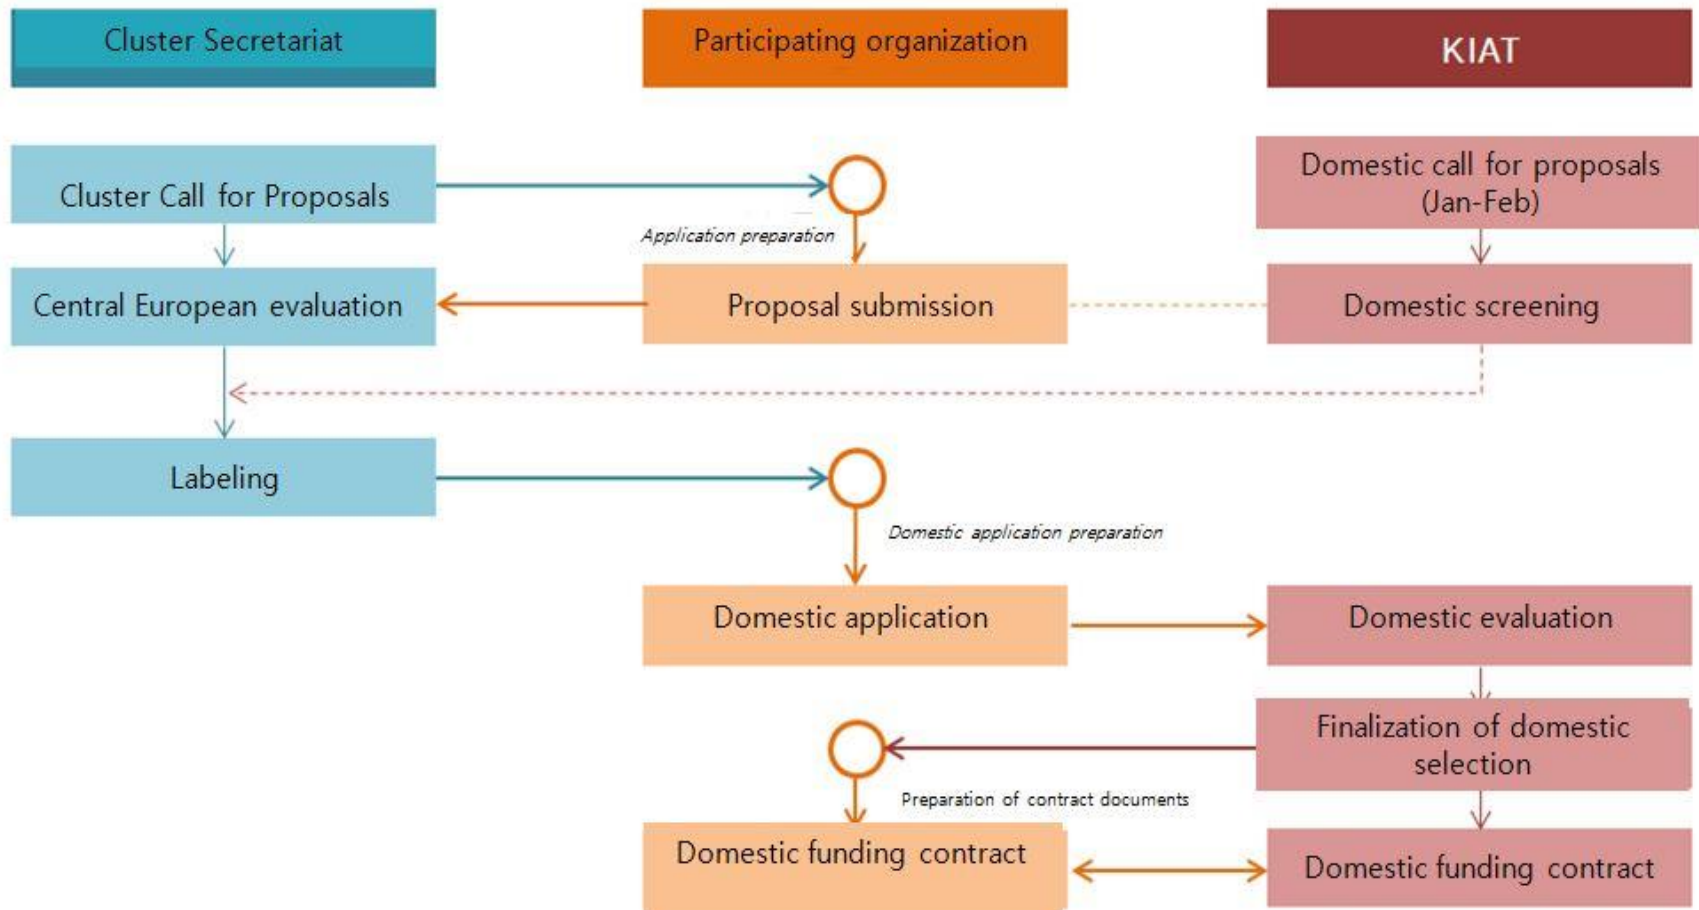 Cluster Secretariat
Participating organization
KIAT
Cluster Call for Proposals
Domestic call for proposals
(Jan-Feb)
Application preparation
Central European evaluation
Proposal submission
Domestic screening
Labeling
Domestic application preparation
Domestic application
Domestic evaluation
Finalization of domestic
selection
Preparation of contract documents
Domestic funding contract
Domestic funding contract